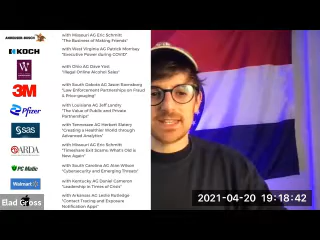 ANHEUSER-BUSCH
with Missouri AG Eric Schmitt
"The Business of Making Friends"
KOCH
with West Virginia AG Patrick Morrisey
"Executive Power during COVID"
W
with Ohio AG Dave Yost
"Illegal Online Alcohol Sales"
3M
with South Dakota AG Jason Ravnsborg
"Law Enforcement Partnerships on Fraud
& Price-gouging"
Pfizer
with Louisiana AG Jeff Landry
"The Value of Public and Private
Partnerships"
sas
with Tennessee AG Herbert Slatery
"Creating a Healthier World through
Advanced Analytics"
ARDA
with Missouri AG Eric Schmitt
"Timeshare Exit Scams: What's Old is
New Again"
PC Matic
with South Carolina AG Alan Wilson
"Cybersecurity and Emerging Threats"
Walmart
with Kentucky AG Daniel Cameron
"Leadership in Times of Crisis"
with Arkansas AG Leslie Rutledge
"Contact Tracing and Exposure
Notification Apps"
Elad Gross
2021-04-20 19:18:42